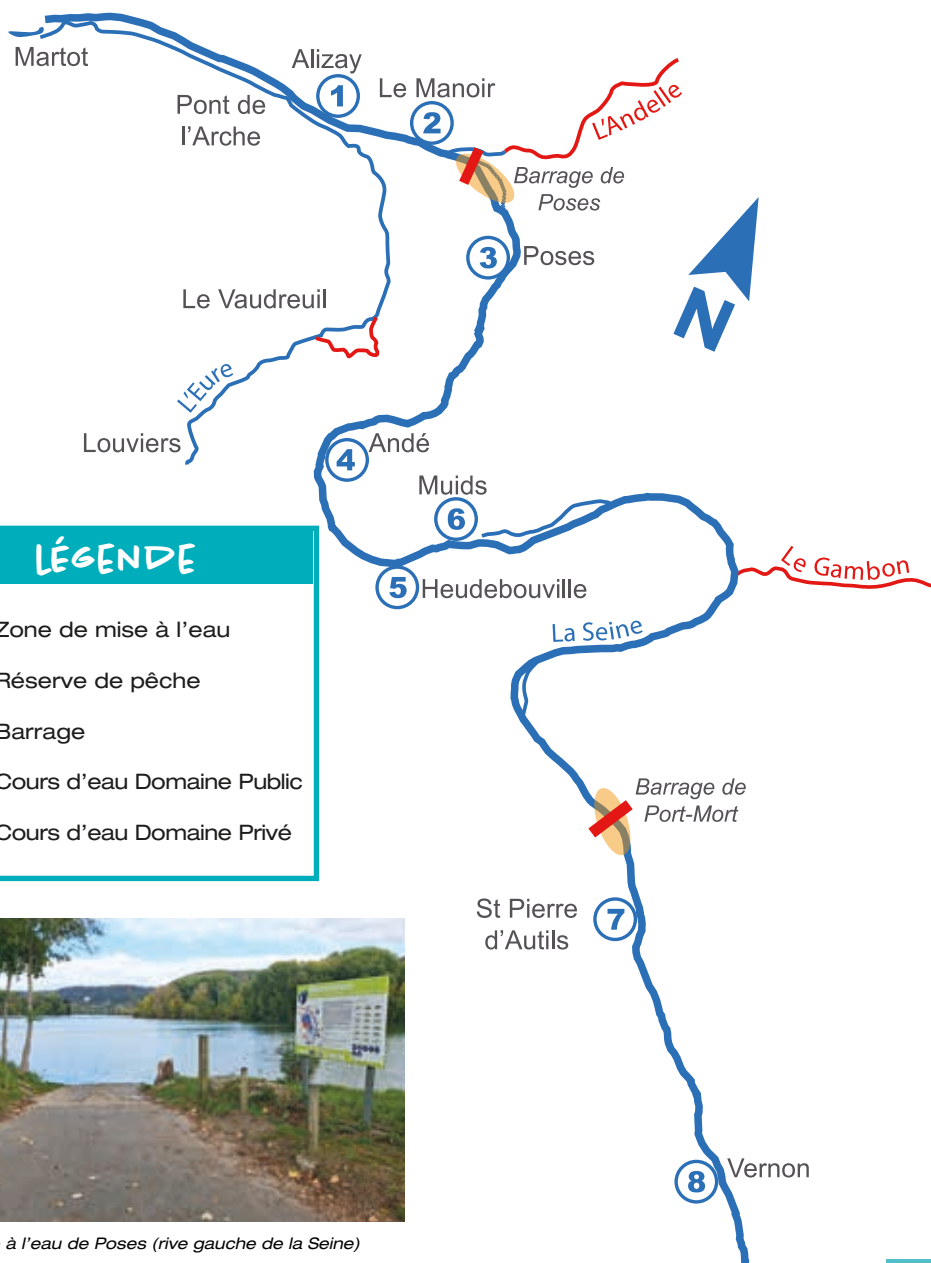 Martot
Alizay
1
Le Manoir
2
Pont de
l'Arche
L'Andelle
Barrage de
Poses
3
Poses
N
Le Vaudreuil
L'Eure
Louviers
4
Andé
Muids
6
5
Heudebouville
Le Gambon
La Seine
LÉGENDE
Zone de mise à l'eau
Réserve de pêche
Barrage
Cours d'eau Domaine Public
Cours d'eau Domaine Privé
Barrage de
Port-Mort
St Pierre
d'Autils
7
8
Vernon
à l'eau de Poses (rive gauche de la Seine)